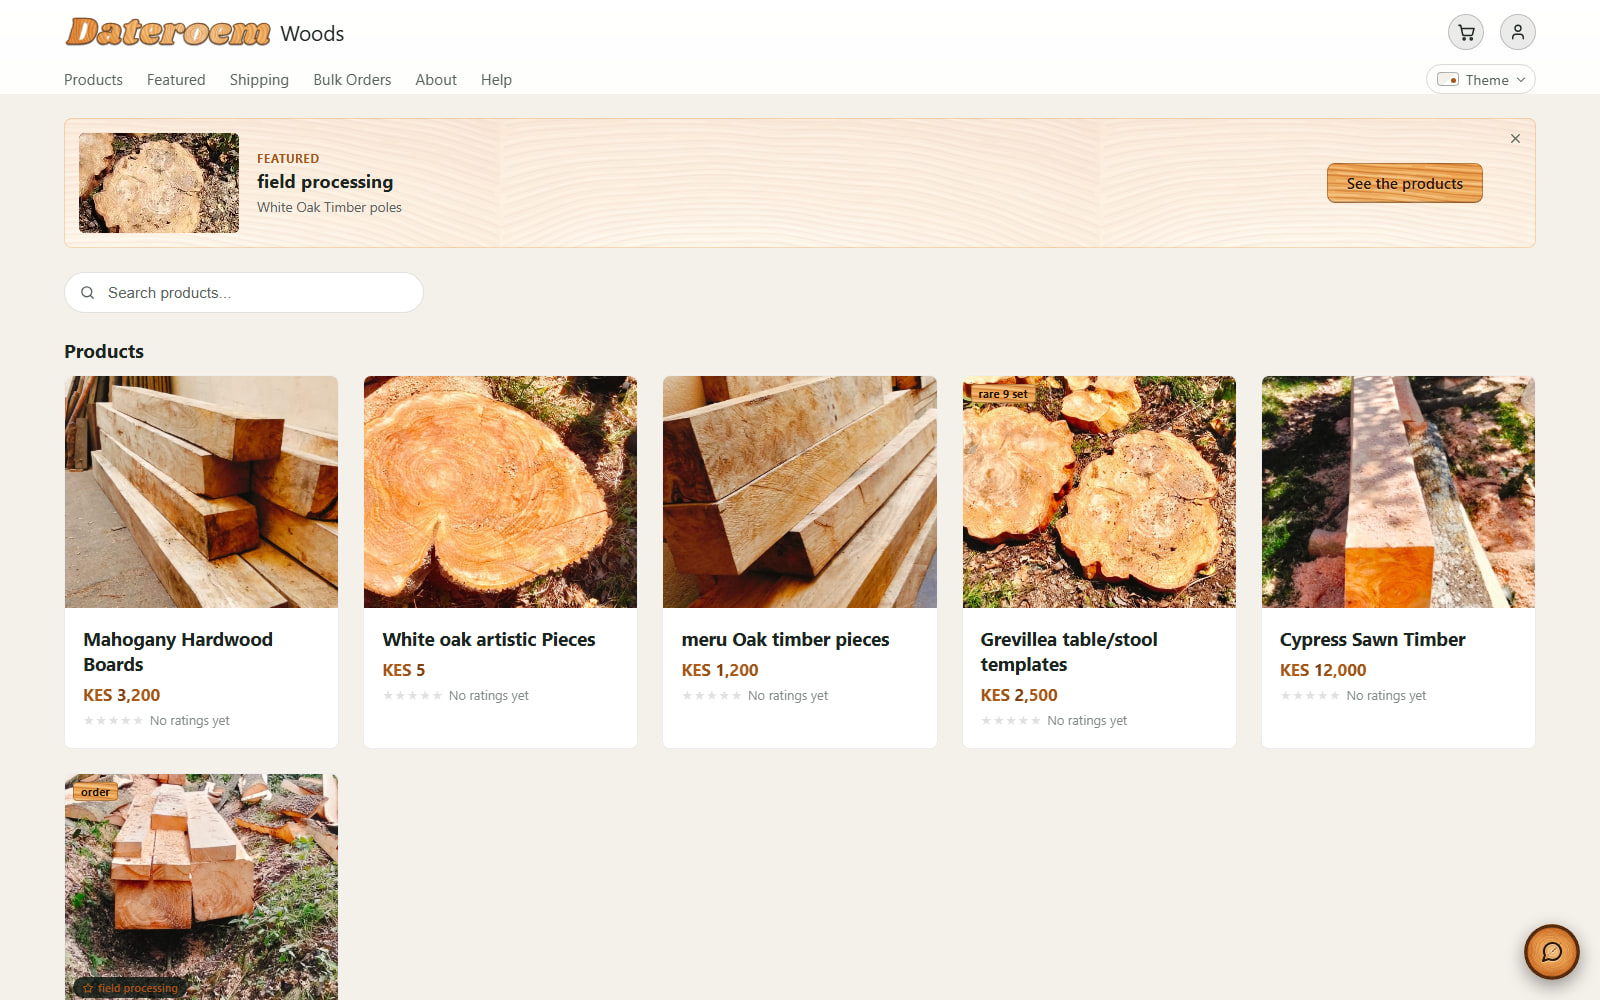 Dateroem Woods
Products
Featured
Shipping
Bulk Orders
About
Help
Theme
FEATURED
field processing
White Oak Timber poles
See the products
Search products...
Products
Mahogany Hardwood
Boards
KES 3,200
No ratings yet
White oak artistic Pieces
KES 5
No ratings yet
meru Oak timber pieces
KES 1,200
No ratings yet
rare 9 set
Grevillea table/stool
templates
KES 2,500
No ratings yet
Cypress Sawn Timber
KES 12,000
No ratings yet
order
field processing